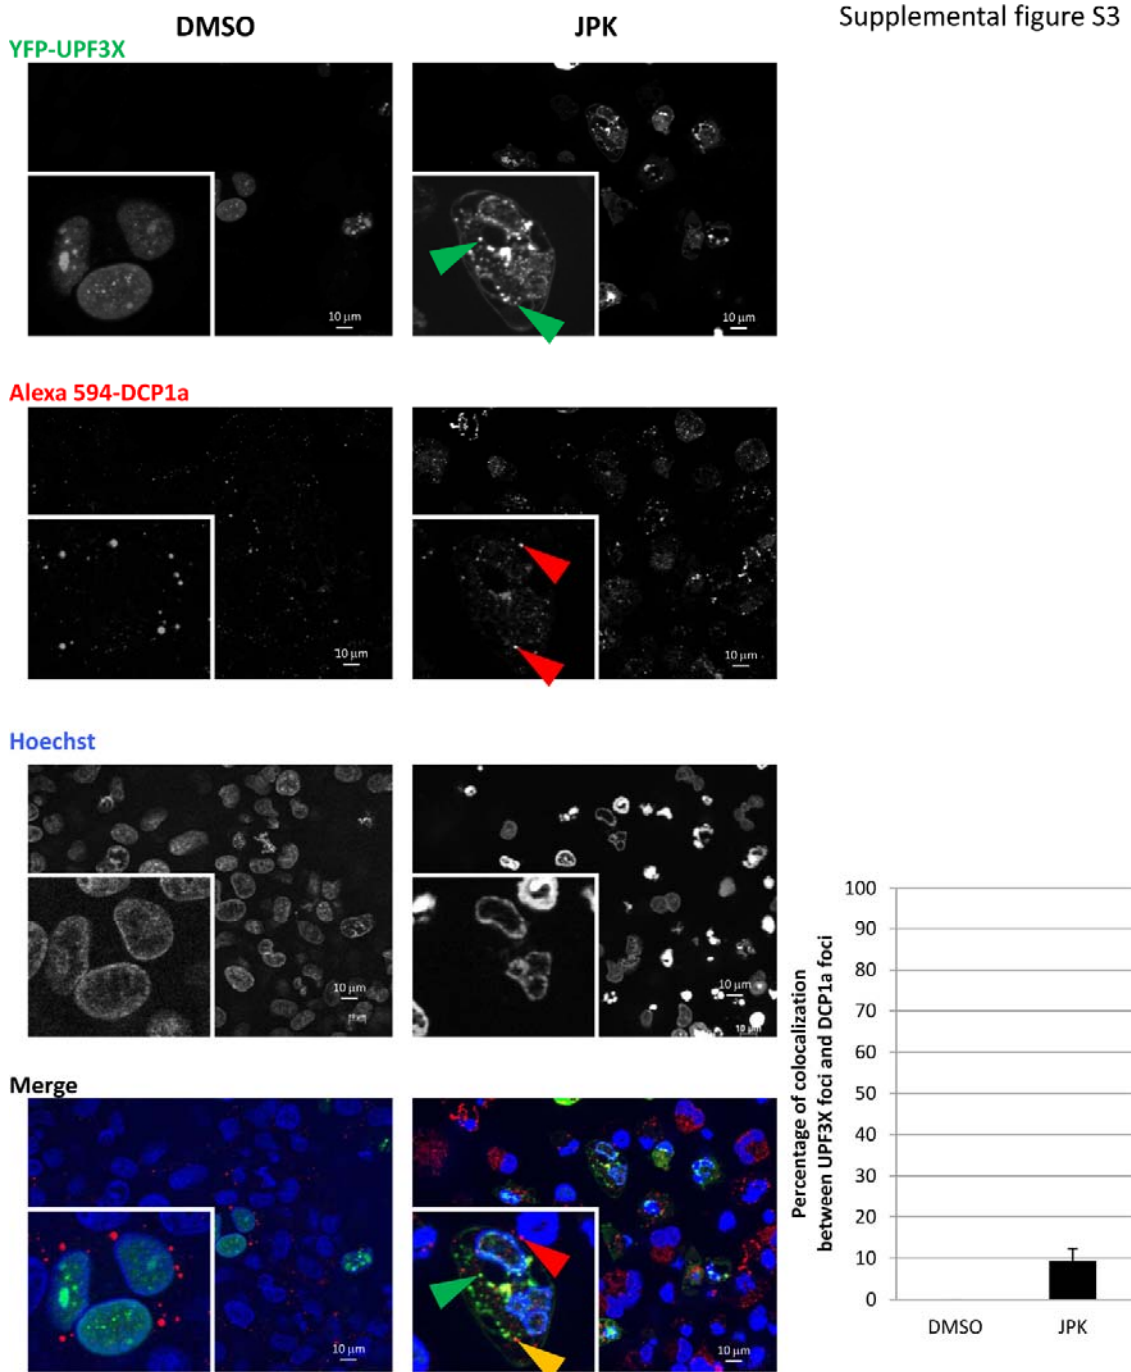 Supplemental figure S3
DMSO
JPK
YFP-UPF3X
10 µm
10 µm
Alexa 594-DCP1a
10 µm
10 µm
Hoechst
10 µm
10 µm
10 µm
Merge
10 µm
10 µm
Percentage of colocalization
between UPF3X foci and DCP1a foci
100
90
80
70
60
50
40
30
20
10
0
DMSO
JPK